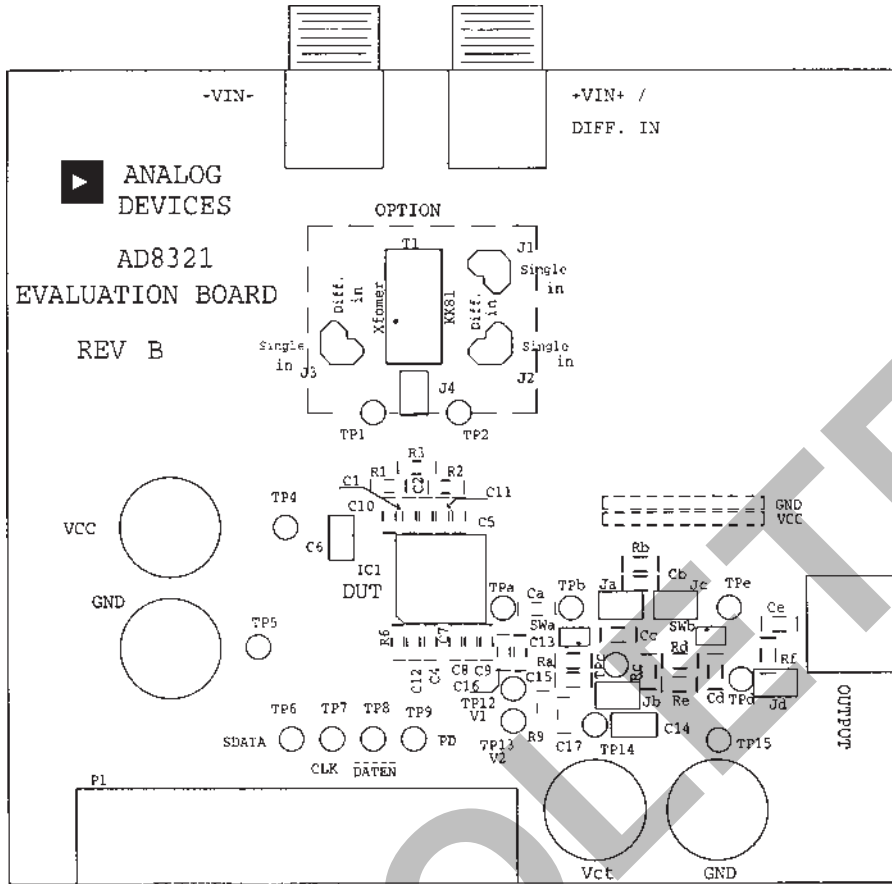 -VIN-
+VIN+ /
DIFF. IN
ANALOG
DEVICES
OPTION
AD8321
EVALUATION BOARD
REV B
T1
J1
Single
in
Diff.
in
Xfomer
KK81
Diff.
in
Single
in
J3
Single
in
J2
J4
TP1
TP2
R3
R1
C2
R2
C1
C11
C10
C5
TP4
VCC
C6
IC1
DUT
GND
VCC
Rb
Cb
TPa
Ca
TPb
Ja
Jc
TPe
Ce
GND
TP5
SWa
SWb
R6
C7
C13
Cc
Rd
Ra
TPc
Rc
Rf
C12
C4
C8
C9
C16
C15
Jb
Re
Cd
TPd
Jd
TP12
V1
OUTPUT
TP6
TP7
TP8
TP9
SDATA
PD
CLK
DATEN
TP13
V2
R9
C17
TP14
C14
TP15
P1
Vct
GND
OLET